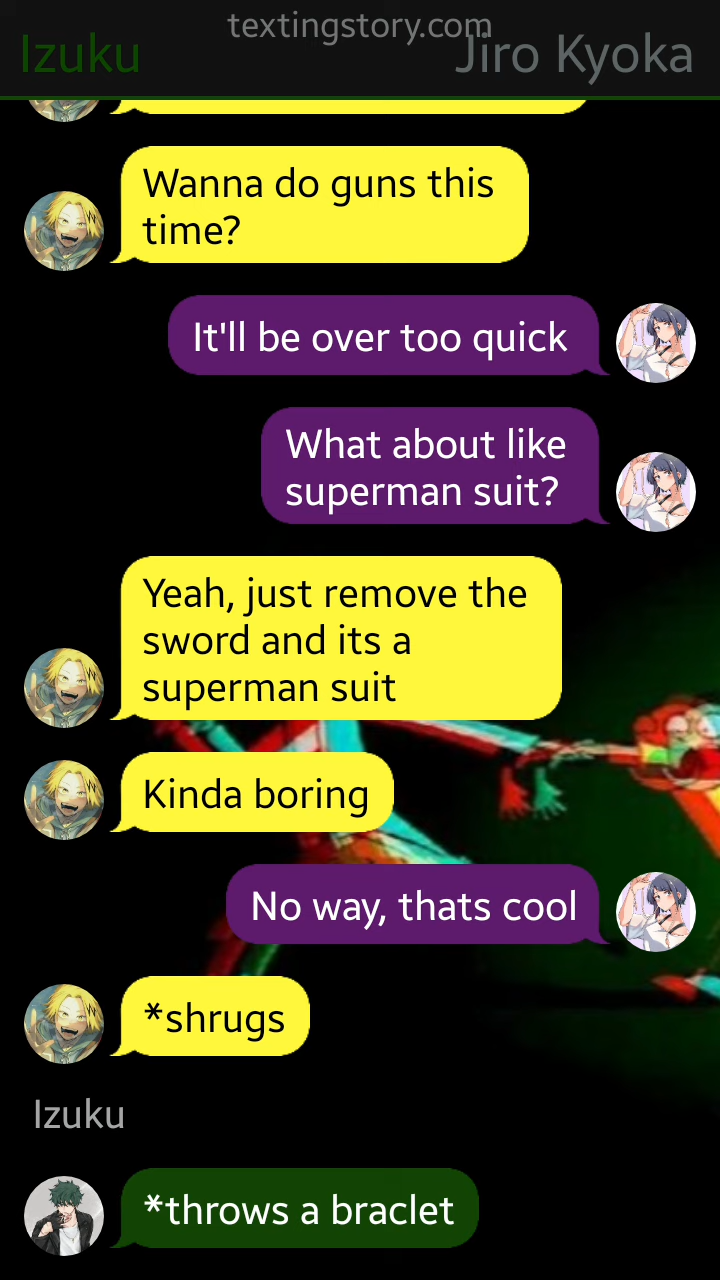 textingstory.com
Izuku
Jiro Kyoka
Wanna do guns this
time?
It'll be over too quick
What about like
superman suit?
Yeah, just remove the
sword and its a
superman suit
Kinda boring
No way, thats cool
*shrugs
Izuku
*throws a braclet